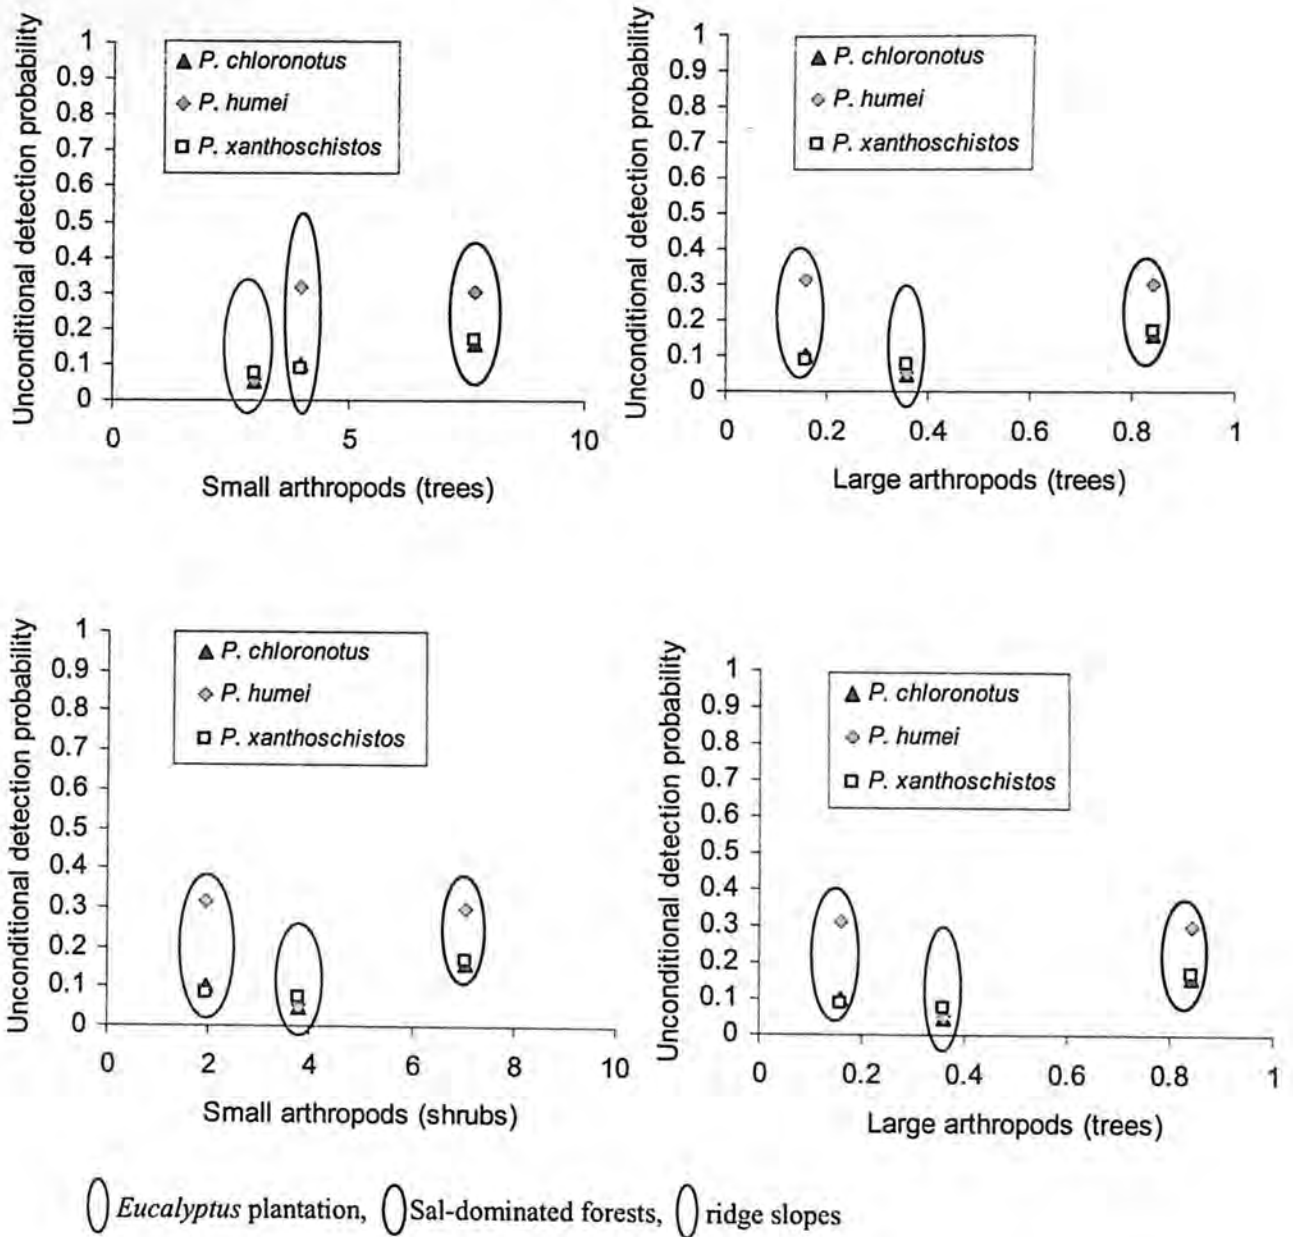 Unconditional detection probability
1
0.9
0.8
0.7
0.6
0.5
0.4
0.3
0.2
0.1
0
P. chloronotus
P. humei
P. xanthoschistos
0 5 10
Small arthropods (trees)
Unconditional detection probability
1
0.9
0.8
0.7
0.6
0.5
0.4
0.3
0.2
0.1
0
P. chloronotus
P. humei
P. xanthoschistos
0 0.2 0.4 0.6 0.8 1
Large arthropods (trees)
Unconditional detection probability
1
0.9
0.8
0.7
0.6
0.5
0.4
0.3
0.2
0.1
0
P. chloronotus
P. humei
P. xanthoschistos
0 2 4 6 8 10
Small arthropods (shrubs)
Unconditional detection probability
1
0.9
0.8
0.7
0.6
0.5
0.4
0.3
0.2
0.1
0
P. chloronotus
P. humei
P. xanthoschistos
0 0.2 0.4 0.6 0.8 1
Large arthropods (trees)
Eucalyptus plantation, Sal-dominated forests, ridge slopes